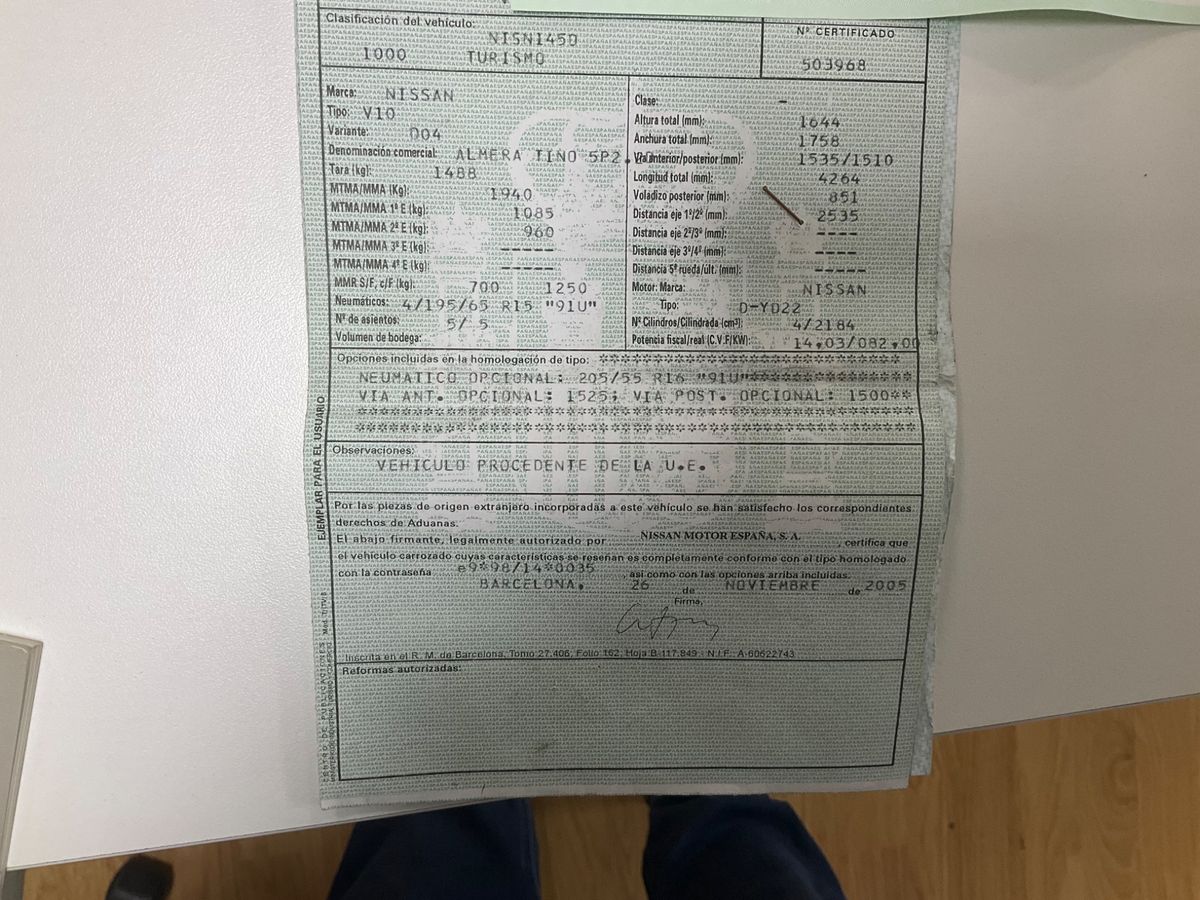 Clasificación del vehículo:
NISN1450
1000 TURISMO
Nº CERTIFICADO
503968
Marca: NISSAN
Tipo: V10
Variante: D04
Denominación comercial: ALMERA TINO 5P2.
Tara (kg): 1488
MTMA/MMA (Kg): 1940
MTMA/MMA 1º E (kg): 1085
MTMA/MMA 2º E (kg): 960
MTMA/MMA 3º E (kg): -----
MTMA/MMA 4º E (kg): -----
MMR S/F, c/F (kg): 700 1250
Neumáticos: 4/195/65 R15 "91U"
Nº de asientos: 5/ 5
Volumen de bodega:
Clase: -
Altura total (mm): 1644
Anchura total (mm): 1758
Vía anterior/posterior (mm): 1535/1510
Longitud total (mm): 4264
Voladizo posterior (mm): 851
Distancia eje 1º/2º (mm): 2535
Distancia eje 2º/3º (mm): ----
Distancia eje 3º/4º (mm): ----
Distancia 5ª rueda/últ. (mm): -----
Motor: Marca: NISSAN
Tipo: D-YD22
Nº Cilindros/Cilindrada (cm³): 4/2184
Potencia fiscal/real (C.V.F/KW): 14,03/082,00
Opciones incluidas en la homologación de tipo: ******************************
NEUMATICO OPCIONAL: 205/55 R16 "91U"****************
VIA ANT. OPCIONAL: 1525; VIA POST. OPCIONAL: 1500**
********************************************************
********************************************************
Observaciones:
VEHICULO PROCEDENTE DE LA U.E.
Por las piezas de origen extranjero incorporadas a este vehículo se han satisfecho los correspondientes
derechos de Aduanas.
El abajo firmante, legalmente autorizado por NISSAN MOTOR ESPAÑA, S. A. , certifica que
el vehículo carrozado cuyas características se reseñan es completamente conforme con el tipo homologado
con la contraseña e9*98/14*0035 , así como con las opciones arriba incluidas.
BARCELONA, 26 de NOVIEMBRE de 2005
Firma,
Inscrita en el R. M. de Barcelona, Tomo 27.406, Folio 162, Hoja B-117.849 - N.I.F. A-60622743
Reformas autorizadas:
EJEMPLAR PARA EL USUARIO
CENTRO DE PUBLICACIONES